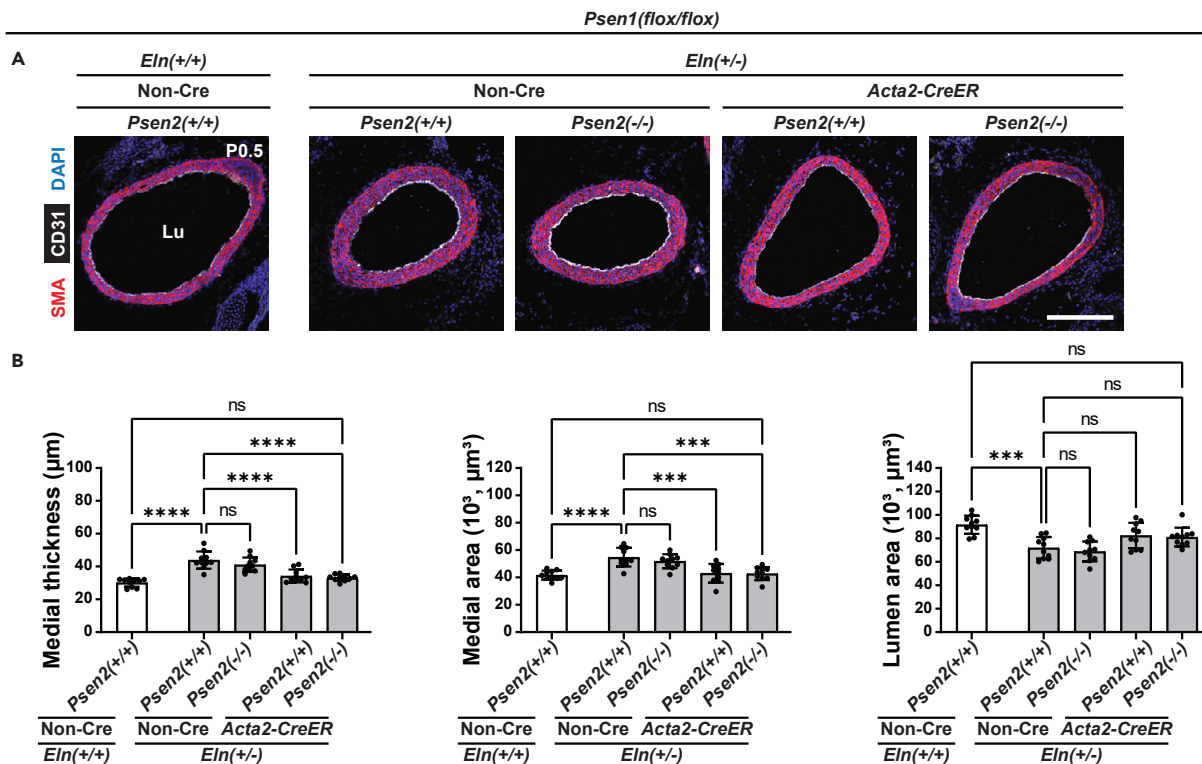 Psen1(flox/flox)
A
Eln(+/+)
Eln(+/-)
Non-Cre
Non-Cre
Acta2-CreER
Psen2(+/+)
Psen2(+/+)
Psen2(-/-)
Psen2(+/+)
Psen2(-/-)
SMA CD31 DAPI
P0.5
Lu
B
Medial thickness (µm)
100
80
60
40
20
0
ns
****
****
****
ns
Psen2(+/+)
Psen2(+/+)
Psen2(-/-)
Psen2(+/+)
Psen2(-/-)
Non-Cre
Non-Cre
Acta2-CreER
Eln(+/+)
Eln(+/-)
Medial area (10³, µm³)
120
100
80
60
40
20
0
ns
***
***
****
ns
Psen2(+/+)
Psen2(+/+)
Psen2(-/-)
Psen2(+/+)
Psen2(-/-)
Non-Cre
Non-Cre
Acta2-CreER
Eln(+/+)
Eln(+/-)
Lumen area (10³, µm³)
140
120
100
80
60
40
20
0
ns
ns
ns
***
ns
Psen2(+/+)
Psen2(+/+)
Psen2(-/-)
Psen2(+/+)
Psen2(-/-)
Non-Cre
Non-Cre
Acta2-CreER
Eln(+/+)
Eln(+/-)